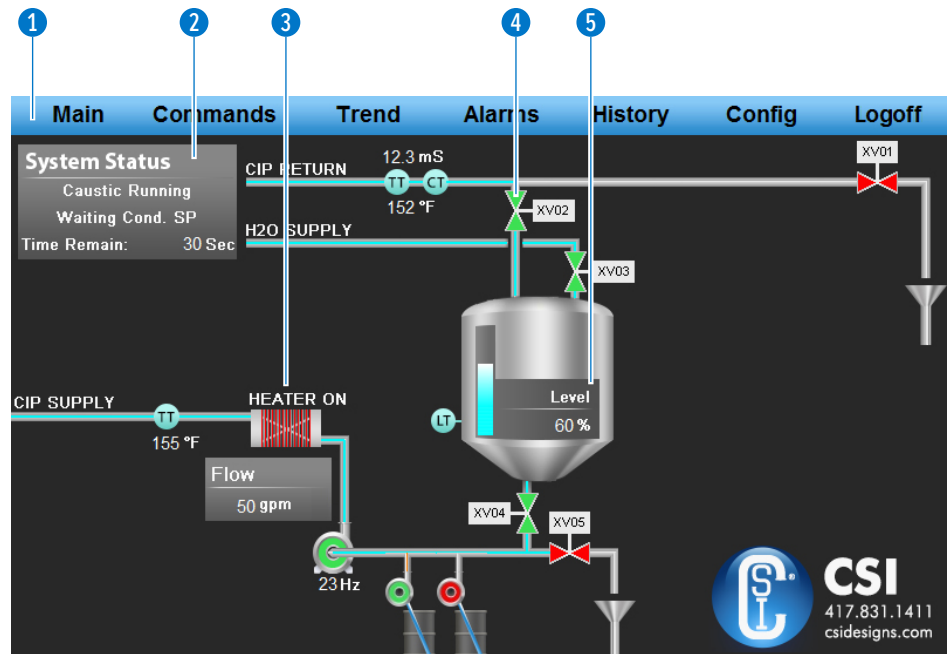 1 2 3 4 5
Main Commands Trend Alarms History Config Logoff
System Status
Caustic Running
Waiting Cond. SP
Time Remain: 30 Sec
CIP RETURN
12.3 mS
TT CT
152 °F
XV01
XV02
H2O SUPPLY
XV03
CIP SUPPLY
TT
155 °F
HEATER ON
LT
Level
60 %
Flow
50 gpm
XV04
XV05
23 Hz
CSI
CSI
417.831.1411
csidesigns.com